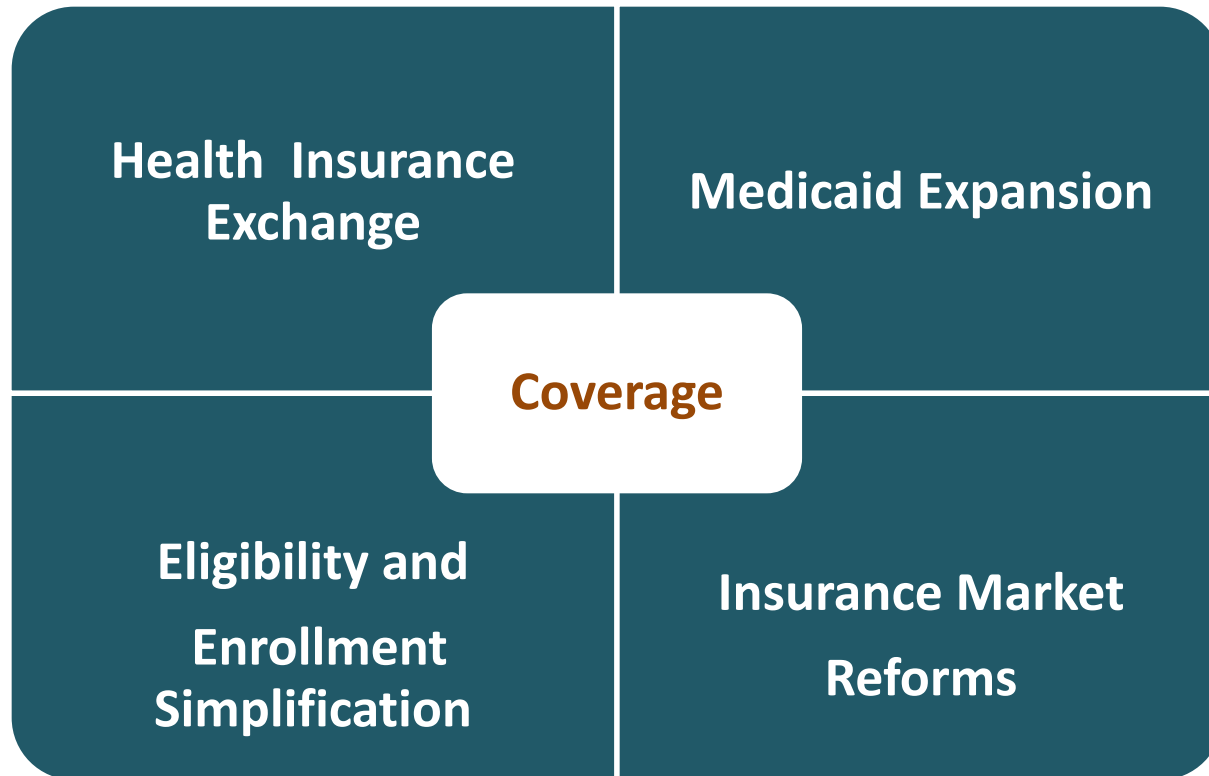 Health  Insurance
Exchange
Medicaid Expansion
Coverage
Eligibility and
Enrollment
Simplification
Insurance Market
Reforms